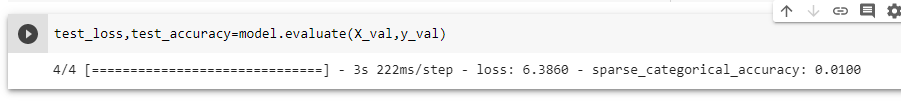 test_loss,test_accuracy=model.evaluate(X_val,y_val)
4/4 [==============================] - 3s 222ms/step - loss: 6.3860 - sparse_categorical_accuracy: 0.0100